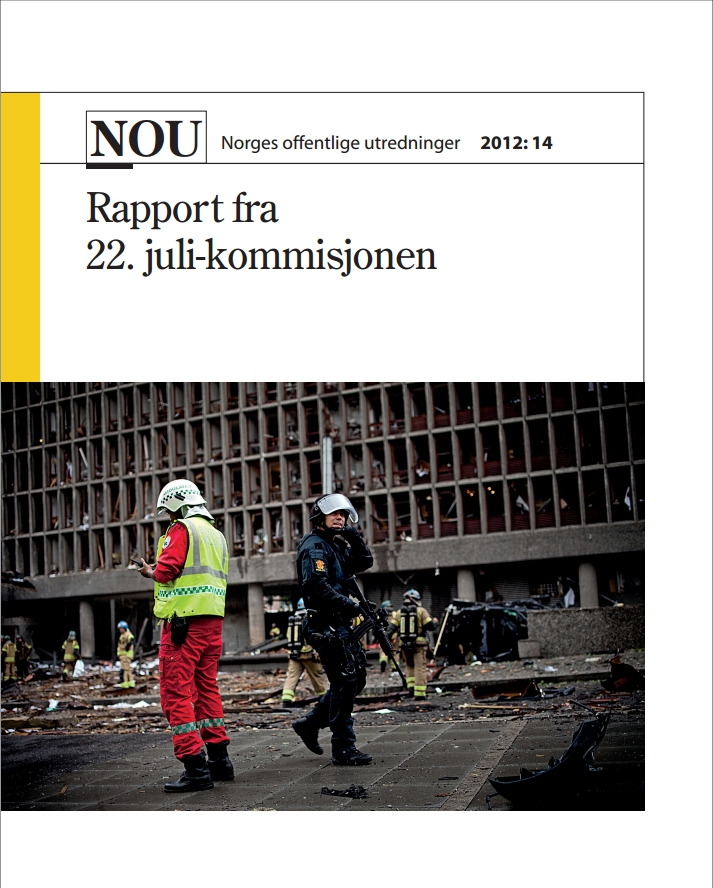 NOU Norges offentlige utredninger 2012: 14
Rapport fra
22. juli-kommisjonen